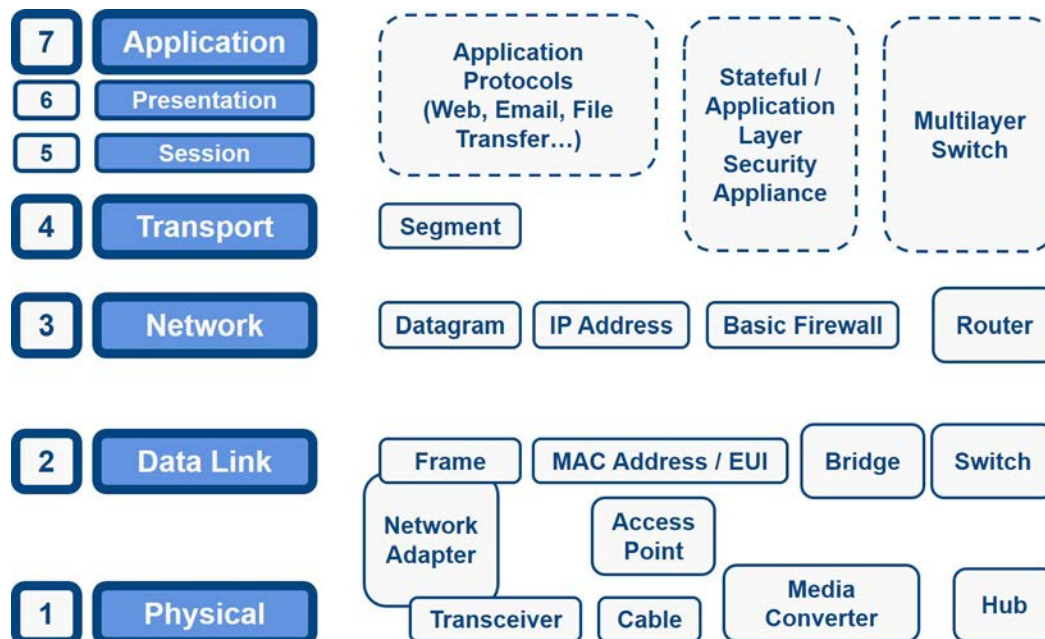 7
Application
6
Presentation
5
Session
4
Transport
3
Network
2
Data Link
1
Physical
Application
Protocols
(Web, Email, File
Transfer…)
Stateful /
Application
Layer
Security
Appliance
Multilayer
Switch
Segment
Datagram
IP Address
Basic Firewall
Router
Frame
MAC Address / EUI
Bridge
Switch
Network
Adapter
Access
Point
Transceiver
Cable
Media
Converter
Hub